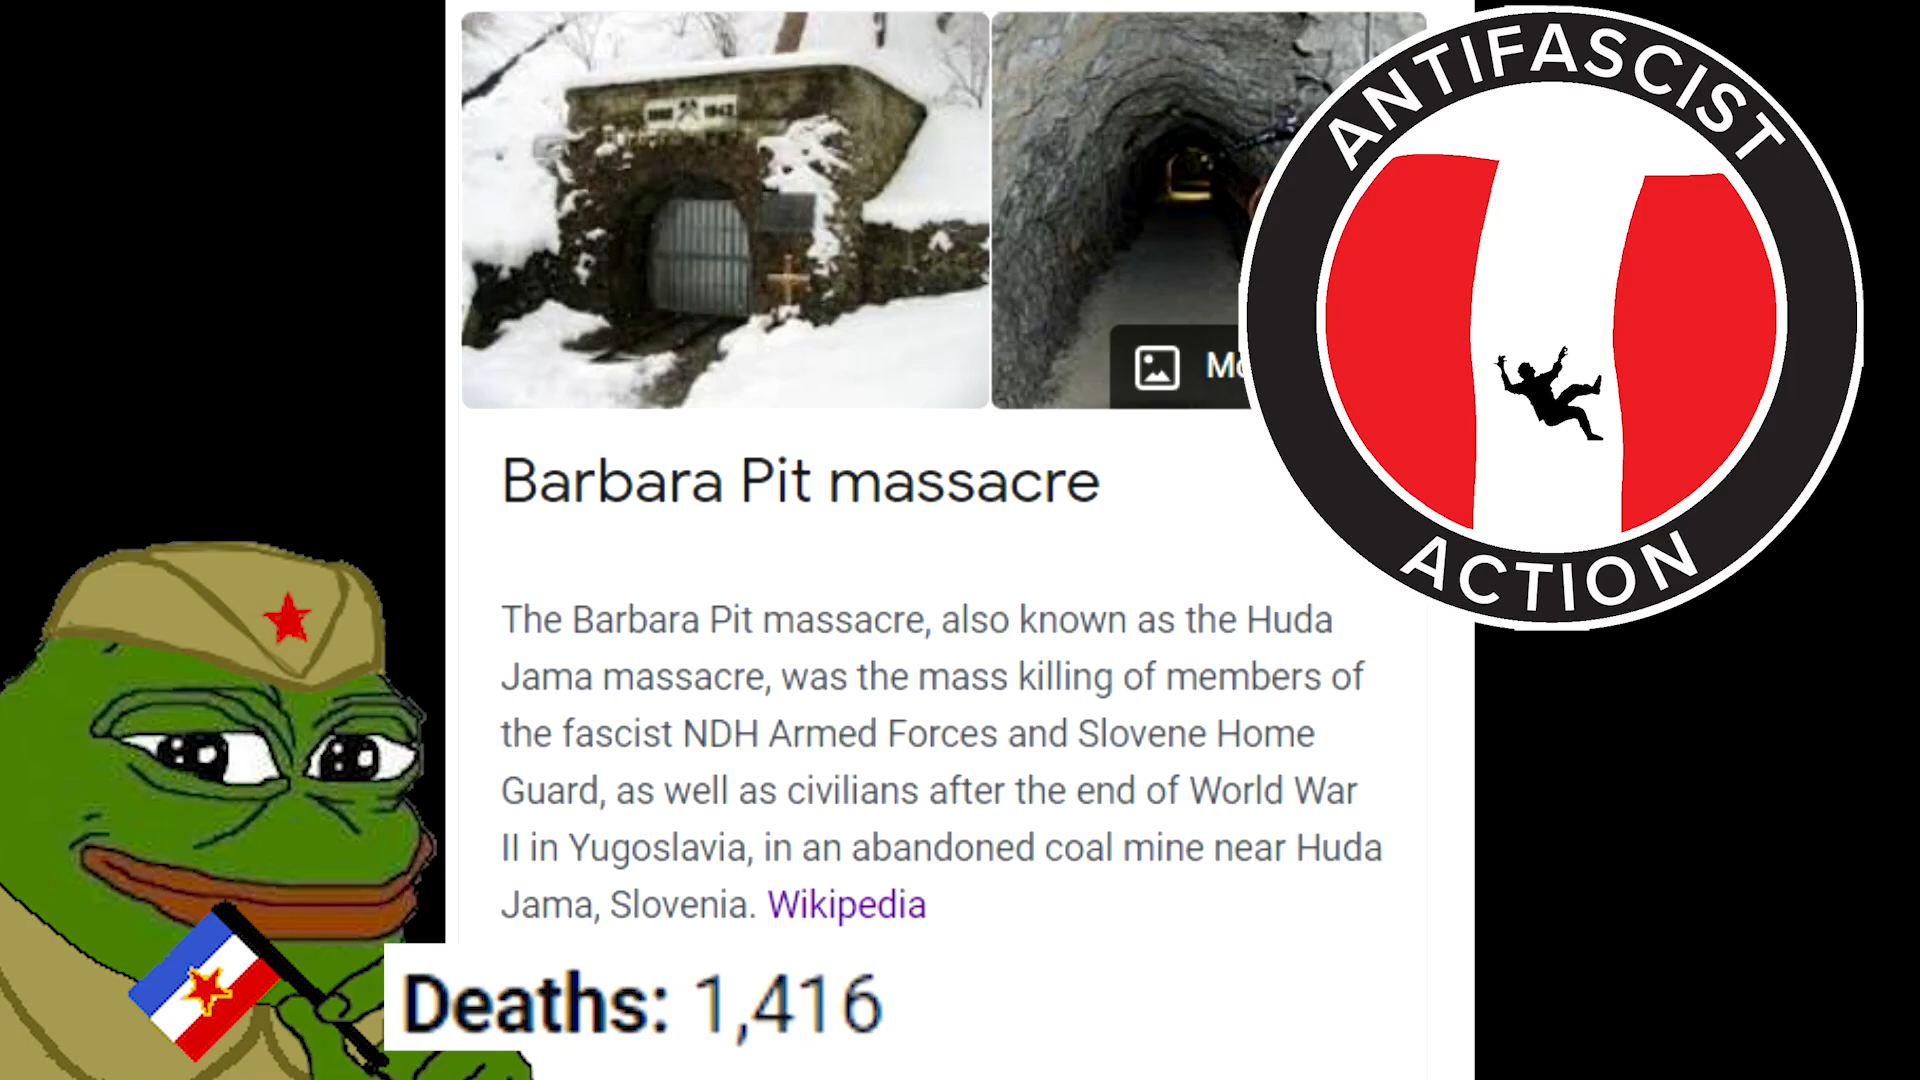 ANTIFASCIST
ACTION
Barbara Pit massacre
The Barbara Pit massacre, also known as the Huda
Jama massacre, was the mass killing of members of
the fascist NDH Armed Forces and Slovene Home
Guard, as well as civilians after the end of World War
II in Yugoslavia, in an abandoned coal mine near Huda
Jama, Slovenia. Wikipedia
Deaths: 1,416